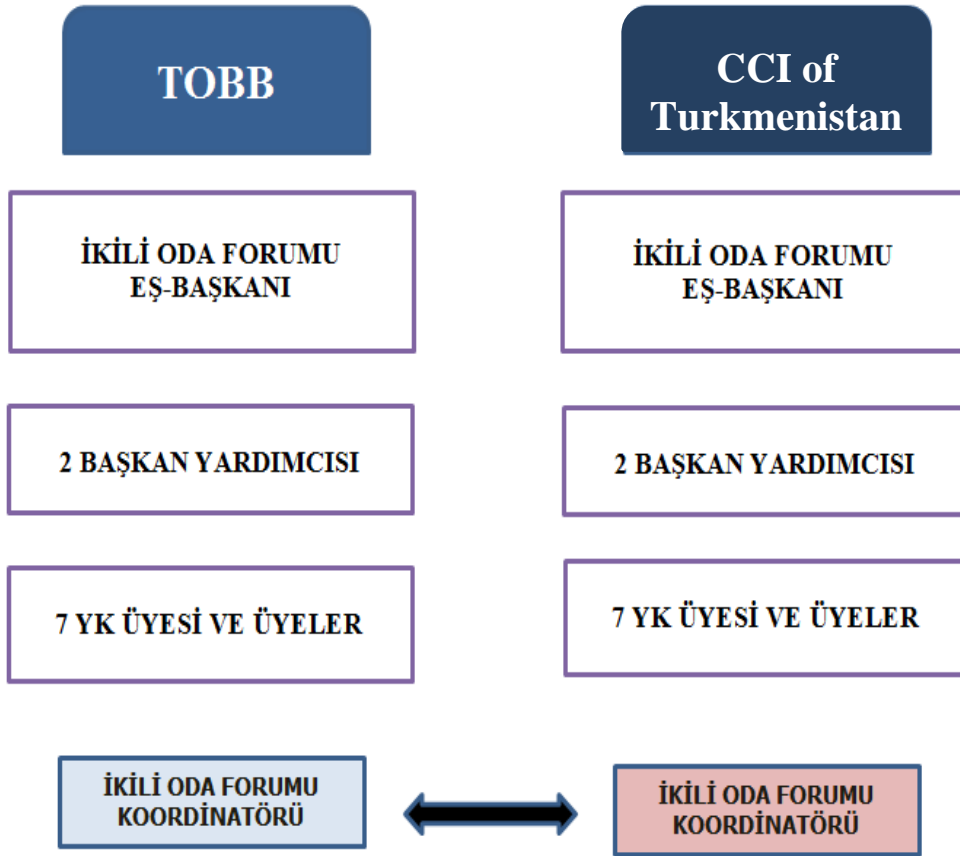 TOBB
CCI of
Turkmenistan
İKİLİ ODA FORUMU
EŞ-BAŞKANI
İKİLİ ODA FORUMU
EŞ-BAŞKANI
2 BAŞKAN YARDIMCISI
2 BAŞKAN YARDIMCISI
7 YK ÜYESİ VE ÜYELER
7 YK ÜYESİ VE ÜYELER
İKİLİ ODA FORUMU
KOORDİNATÖRÜ
İKİLİ ODA FORUMU
KOORDİNATÖRÜ